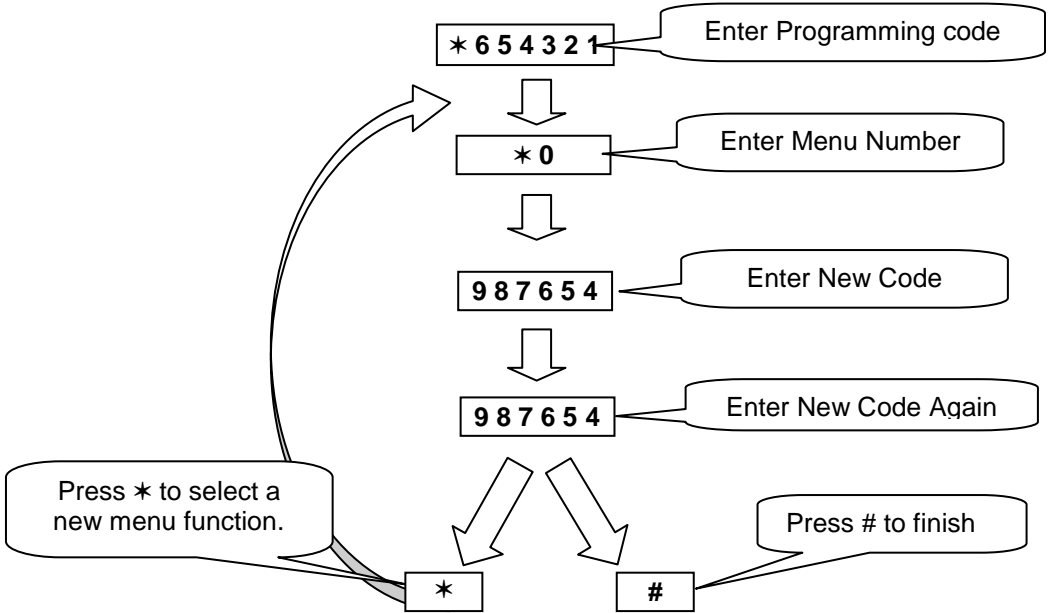 ✶ 6 5 4 3 2 1
Enter Programming code
✶ 0
Enter Menu Number
9 8 7 6 5 4
Enter New Code
9 8 7 6 5 4
Enter New Code Again
Press ✶ to select a
new menu function.
Press # to finish
✶
#